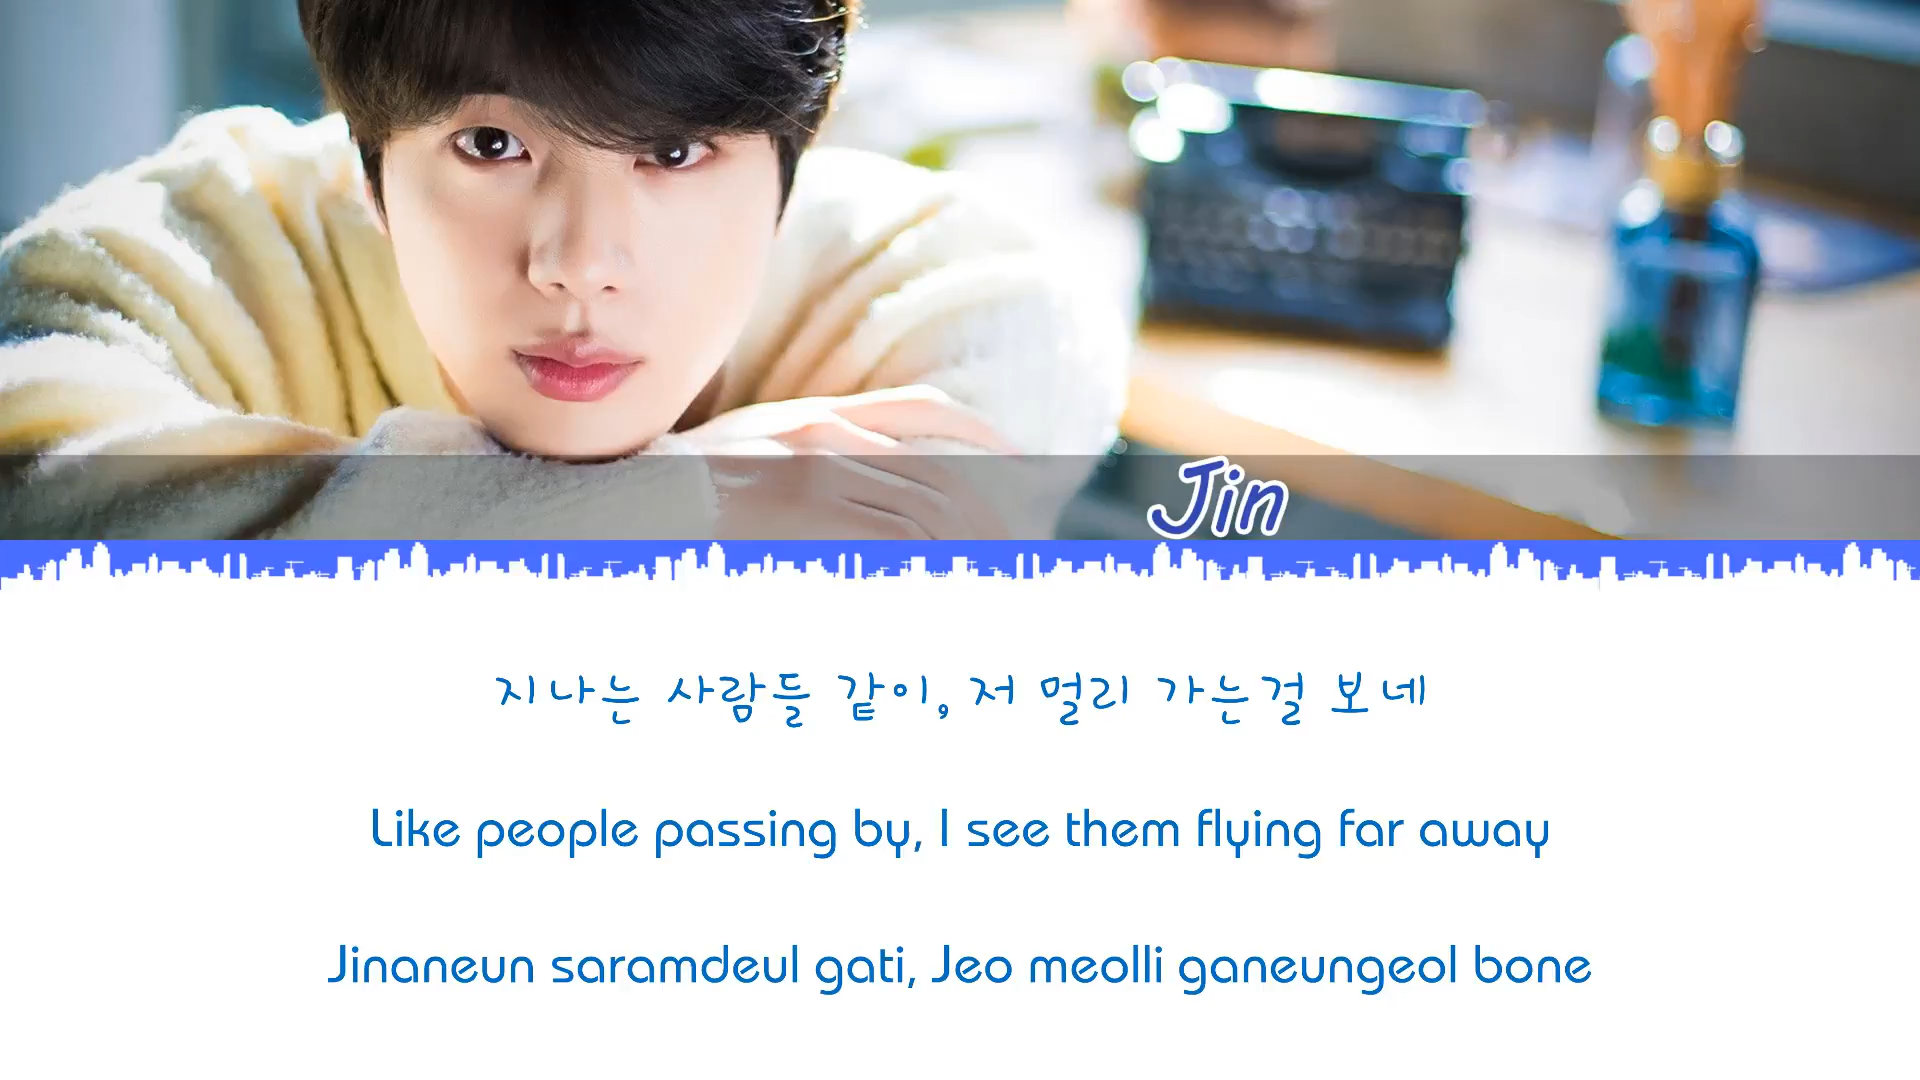 Jin
지나는 사람들 같이, 저 멀리 가는걸 보네
Like people passing by, I see them flying far away
Jinaneun saramdeul gati, Jeo meolli ganeungeol bone